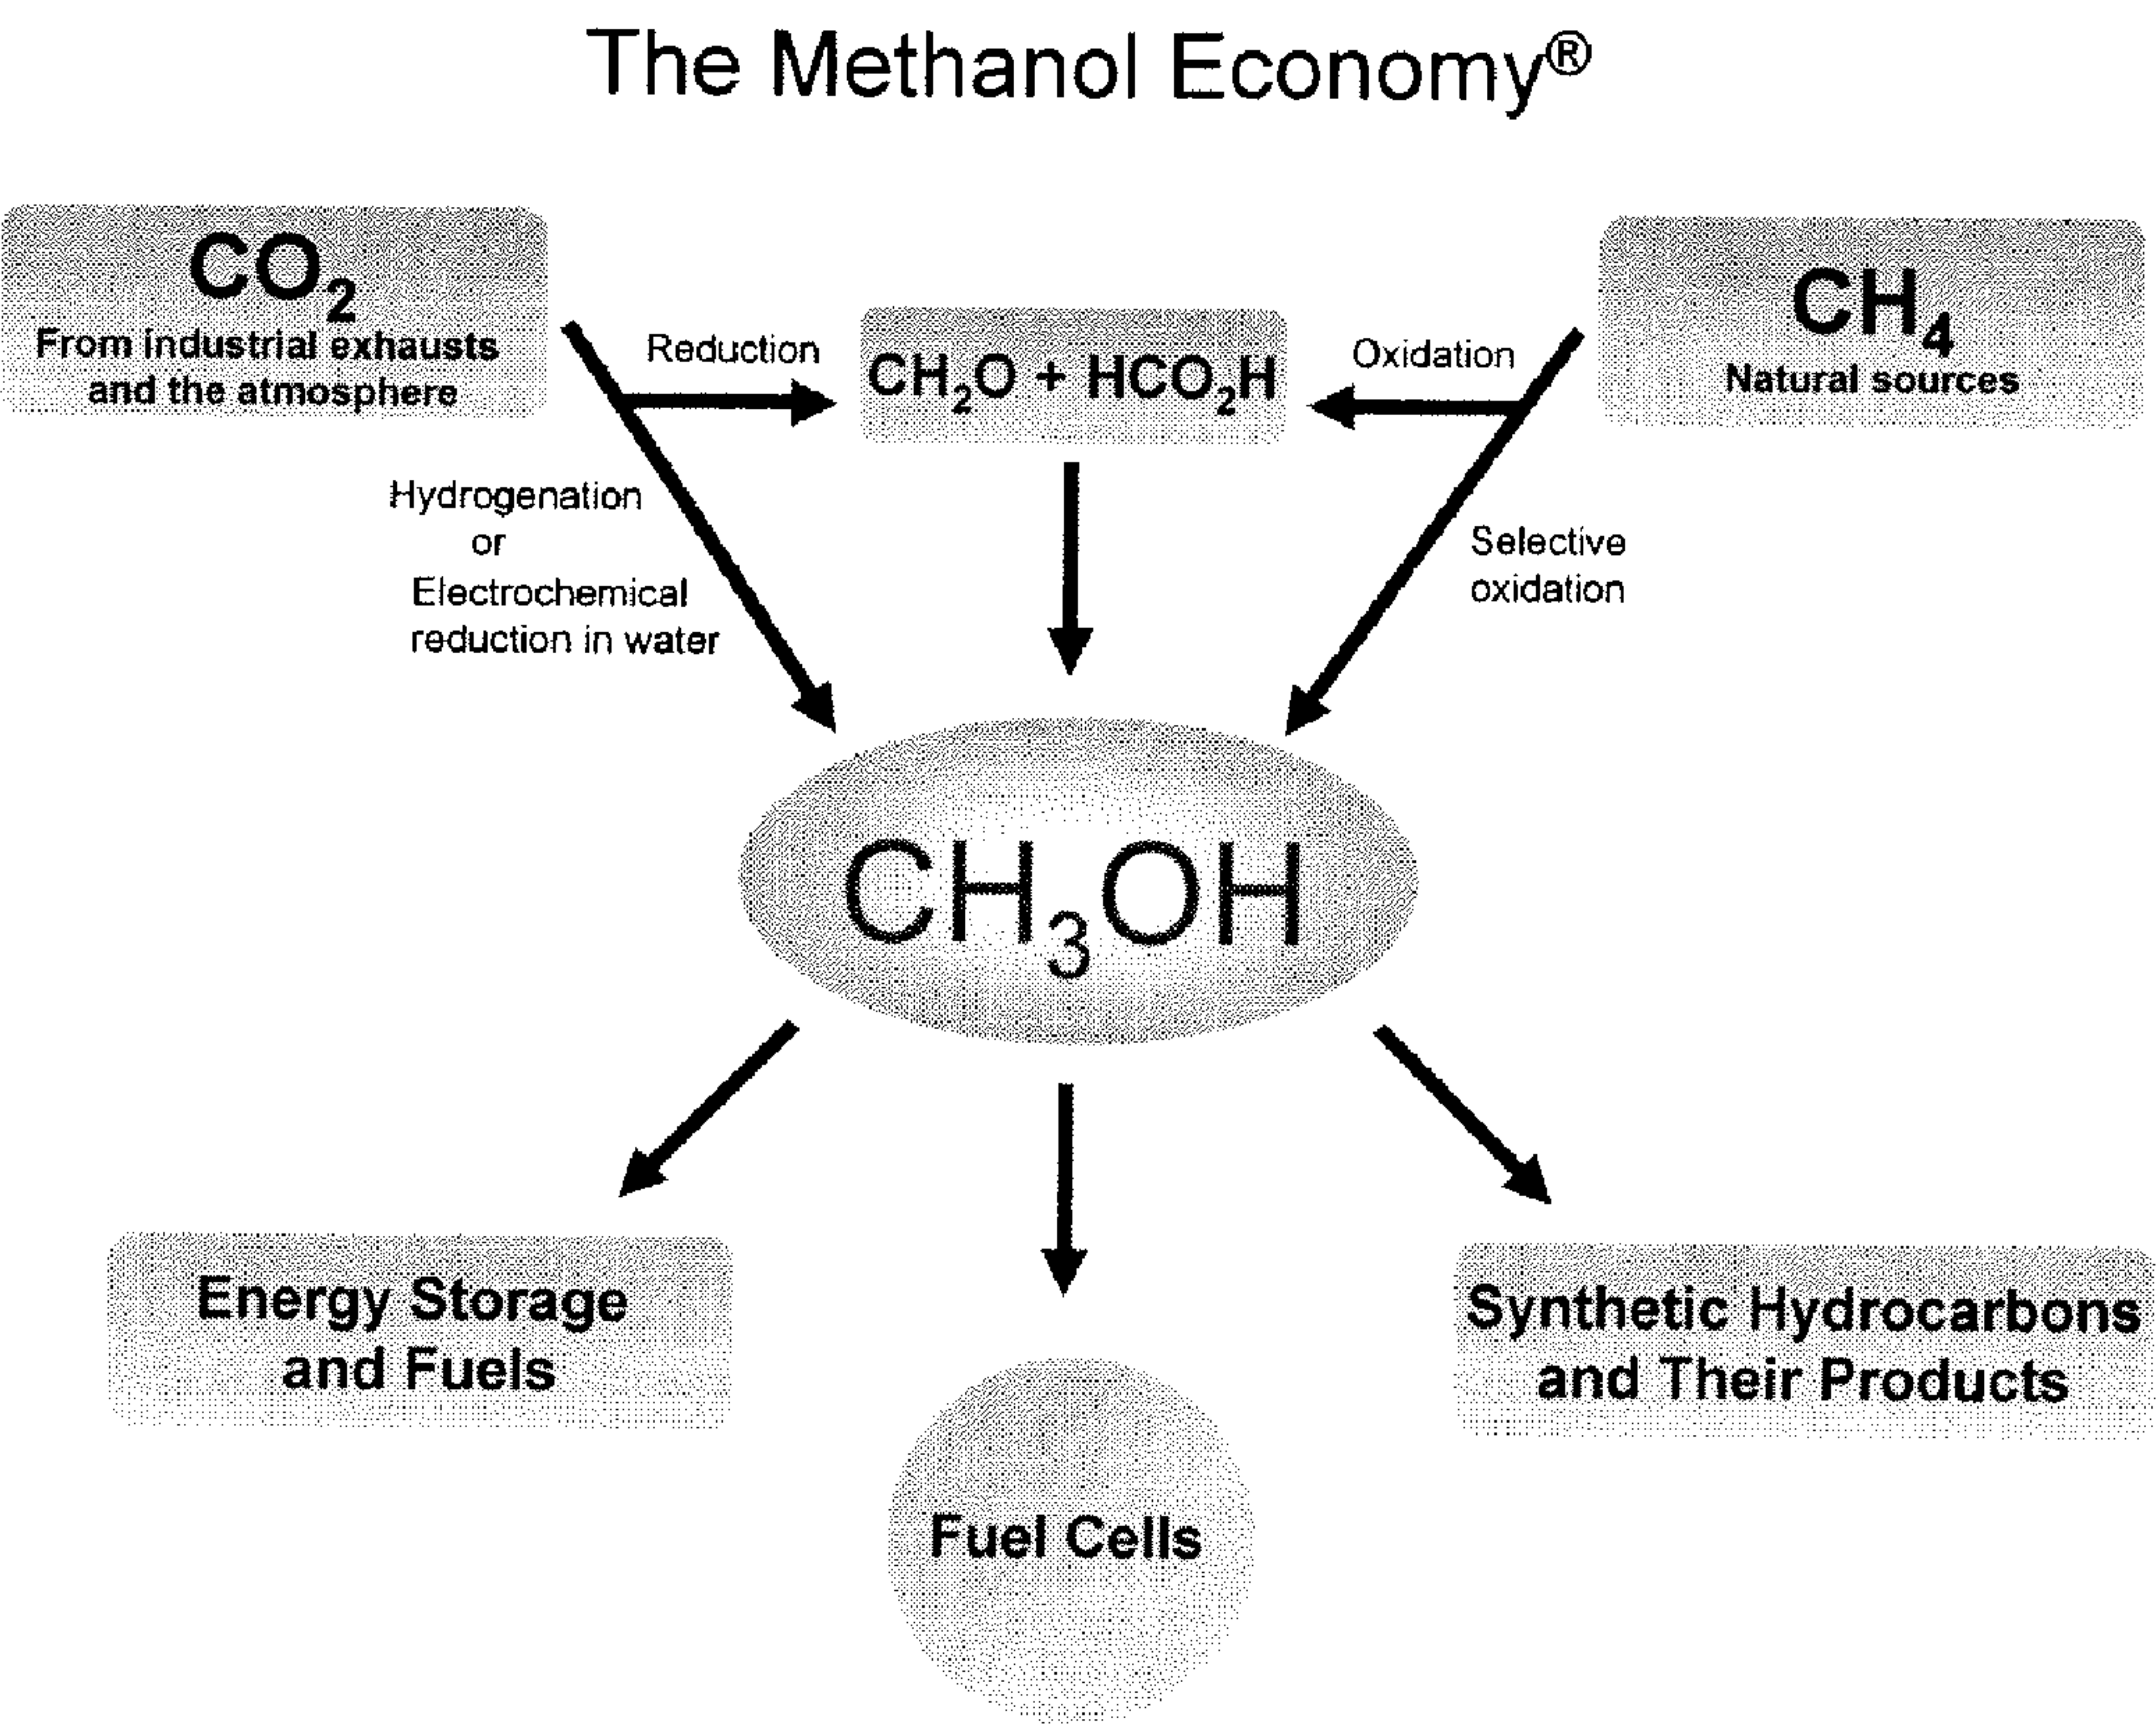 The Methanol Economy®
CO₂
From industrial exhausts
and the atmosphere
CH₄
Natural sources
Reduction
CH₂O + HCO₂H
Oxidation
Hydrogenation
or
Electrochemical
reduction in water
Selective
oxidation
CH₃OH
Energy Storage
and Fuels
Synthetic Hydrocarbons
and Their Products
Fuel Cells